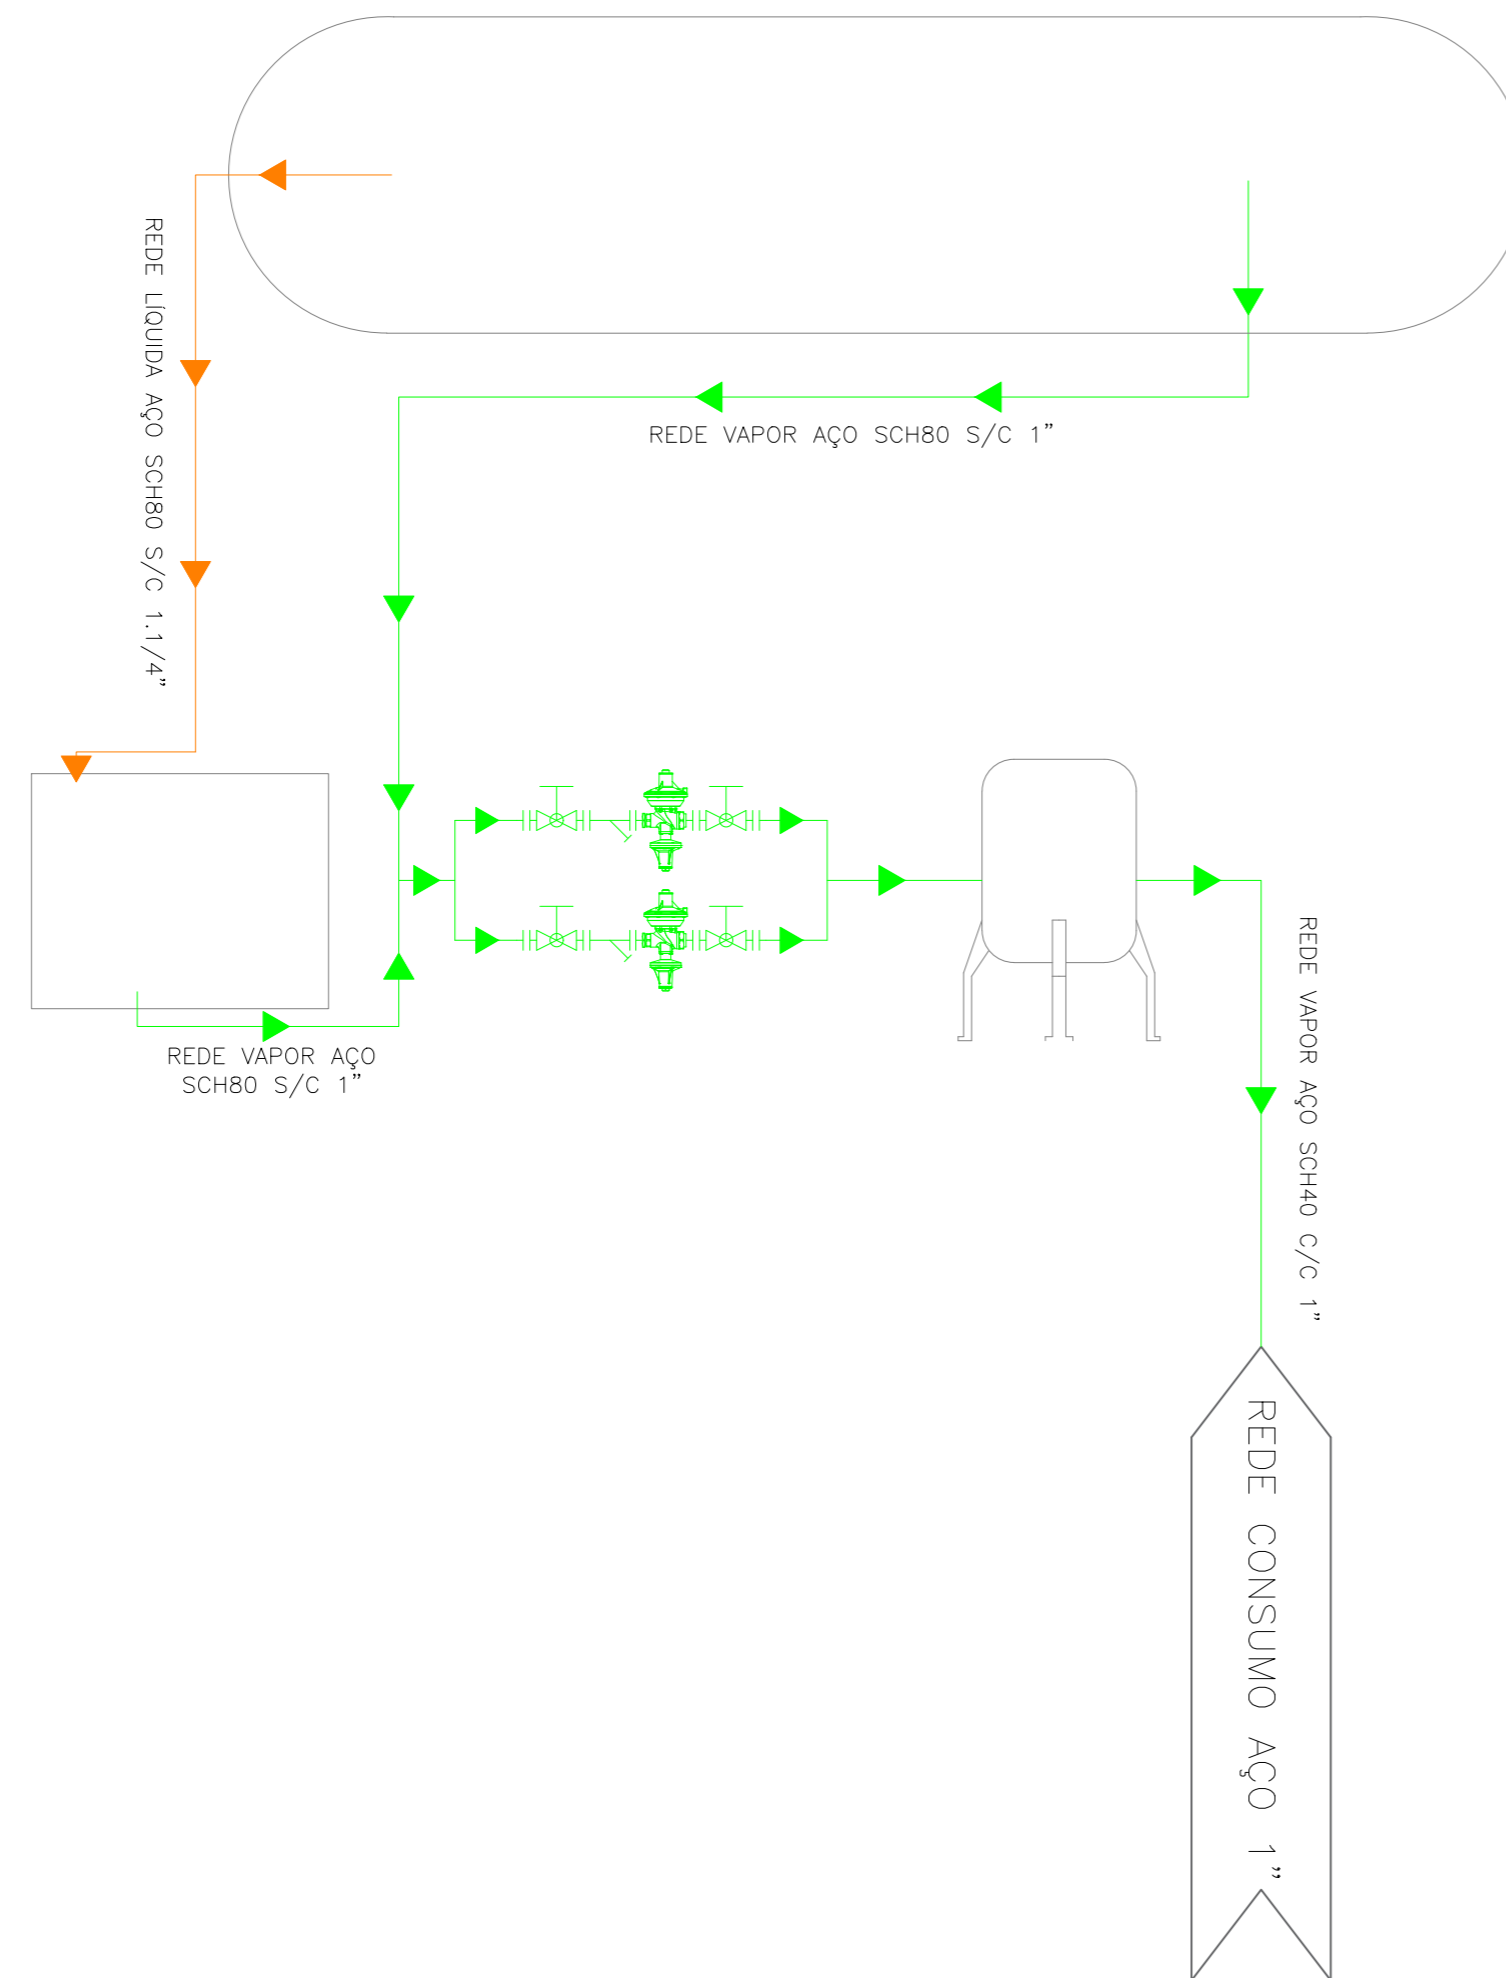 REDE LÍQUIDA AÇO SCH80 S/C 1.1/4”
REDE VAPOR AÇO SCH80 S/C 1”
REDE VAPOR AÇO
SCH80 S/C 1”
REDE VAPOR AÇO SCH40 C/C 1”
REDE CONSUMO AÇO 1”